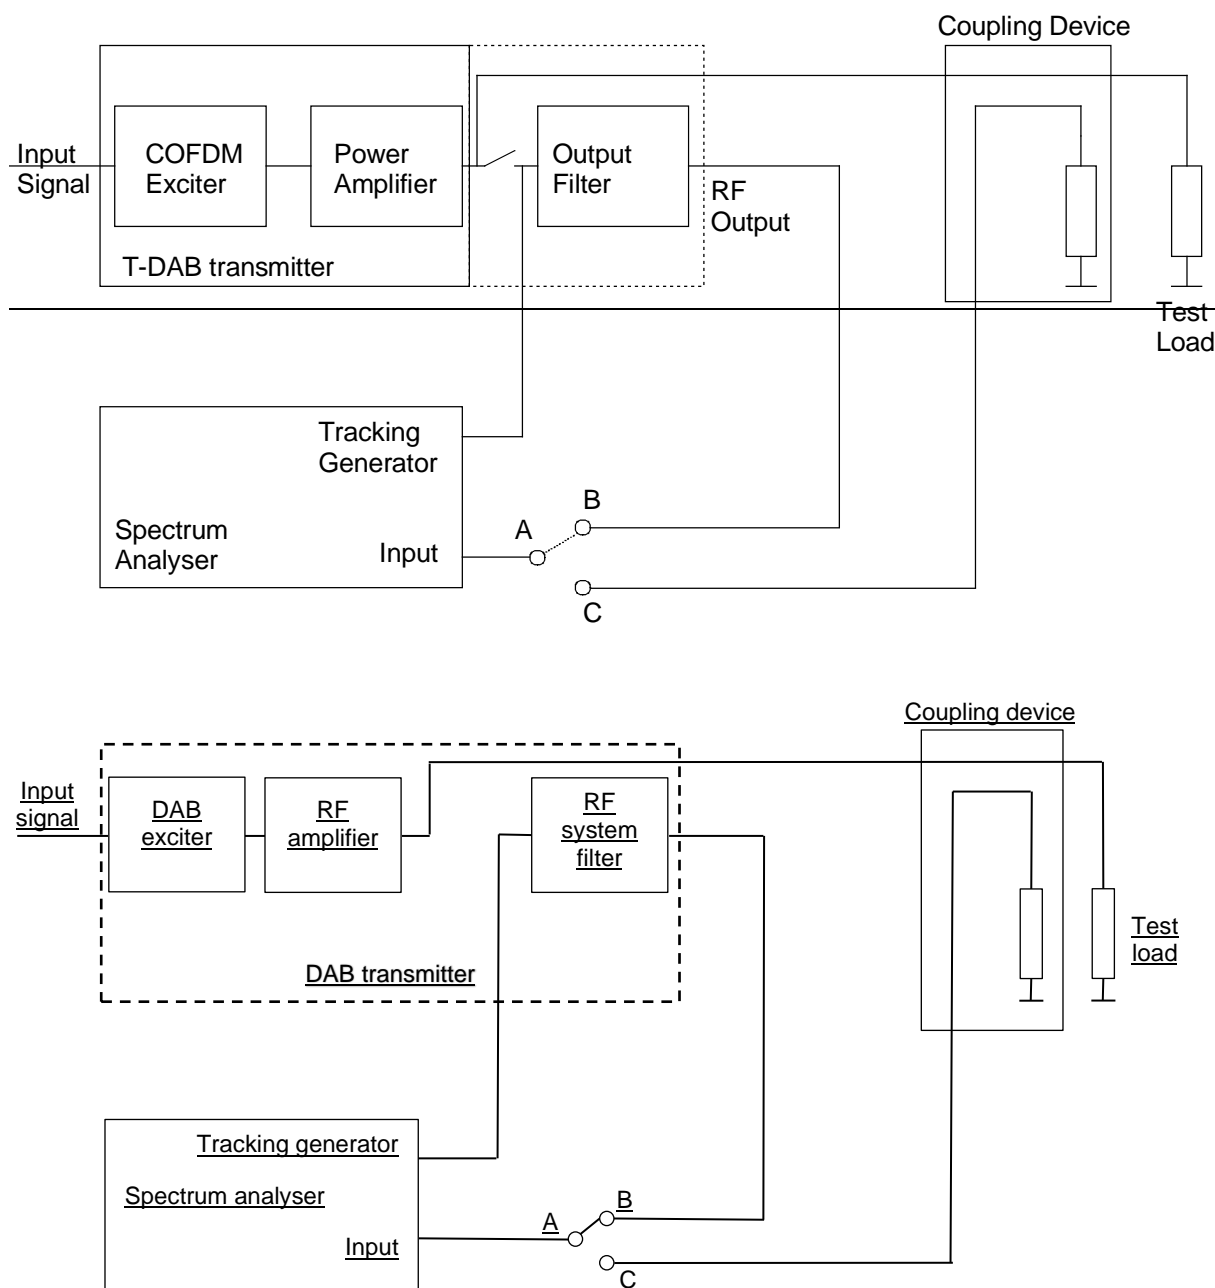 Coupling Device
Input
Signal
COFDM
Exciter
Power
Amplifier
Output
Filter
RF
Output
T-DAB transmitter
Test
Load
Tracking
Generator
Spectrum
Analyser
Input
A
B
C
Coupling device
Input
signal
DAB
exciter
RF
amplifier
RF
system
filter
DAB transmitter
Test
load
Tracking generator
Spectrum analyser
Input
A
B
C